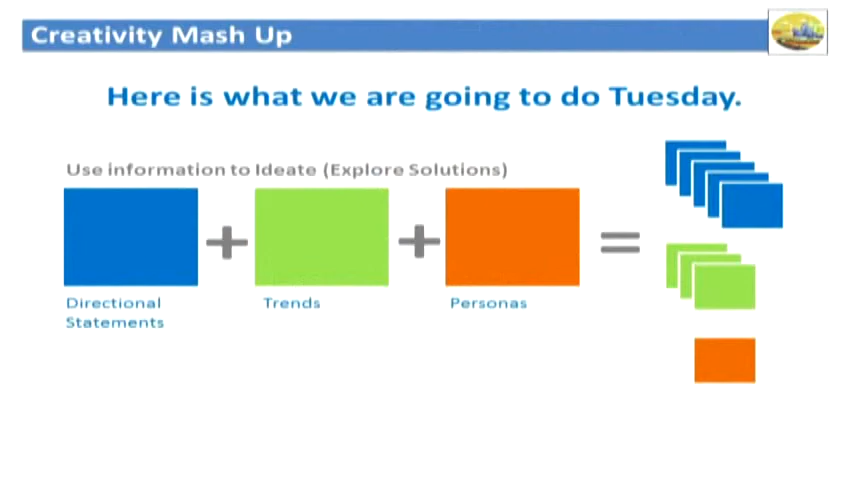 Creativity Mash Up
Here is what we are going to do Tuesday.
Use information to Ideate (Explore Solutions)
+
+
=
Directional
Statements
Trends
Personas